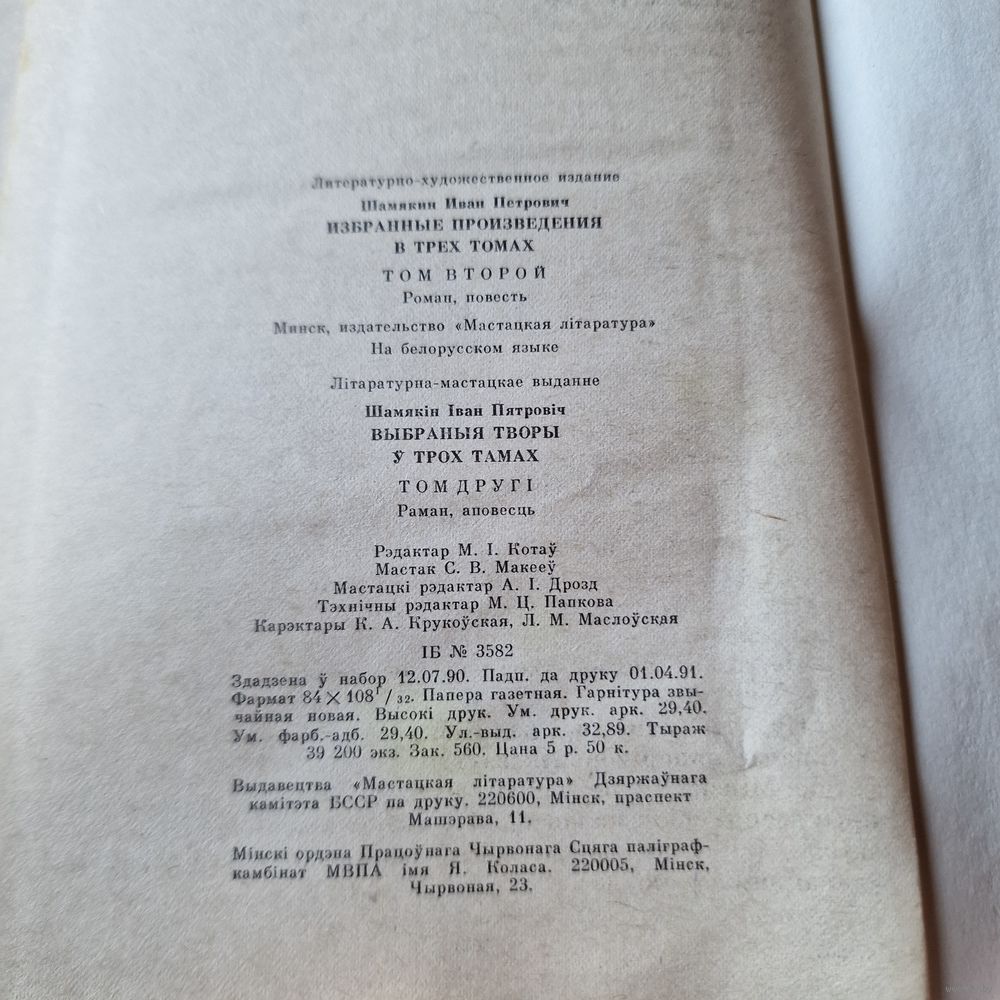 Литературно-художественное издание
Шамякин Иван Петрович
ИЗБРАННЫЕ ПРОИЗВЕДЕНИЯ
В ТРЕХ ТОМАХ
ТОМ ВТОРОЙ
Роман, повесть
Минск, издательство «Мастацкая літаратура»
На белорусском языке
Літаратурна-мастацкае выданне
Шамякін Іван Пятровіч
ВЫБРАНЫЯ ТВОРЫ
Ў ТРОХ ТАМАХ
ТОМ ДРУГІ
Раман, аповесць
Рэдактар М. І. Котаў
Мастак С. В. Макееў
Мастацкі рэдактар А. І. Дрозд
Тэхнічны рэдактар М. Ц. Папкова
Карэктары К. А. Крукоўская, Л. М. Маслоўская
ІБ № 3582
Здадзена ў набор 12.07.90. Падп. да друку 01.04.91.
Фармат 84×108¹/₃₂. Папера газетная. Гарнітура звы-
чайная новая. Высокі друк. Ум. друк. арк. 29,40.
Ум. фарб.-адб. 29,40. Ул.-выд. арк. 32,89. Тыраж
39 200 экз. Зак. 560. Цана 5 р. 50 к.
Выдавецтва «Мастацкая літаратура» Дзяржаўнага
камітэта БССР па друку. 220600, Мінск, праспект
Машэрава, 11.
Мінскі ордэна Працоўнага Чырвонага Сцяга паліграф-
камбінат МВПА імя Я. Коласа. 220005, Мінск,
Чырвоная, 23.